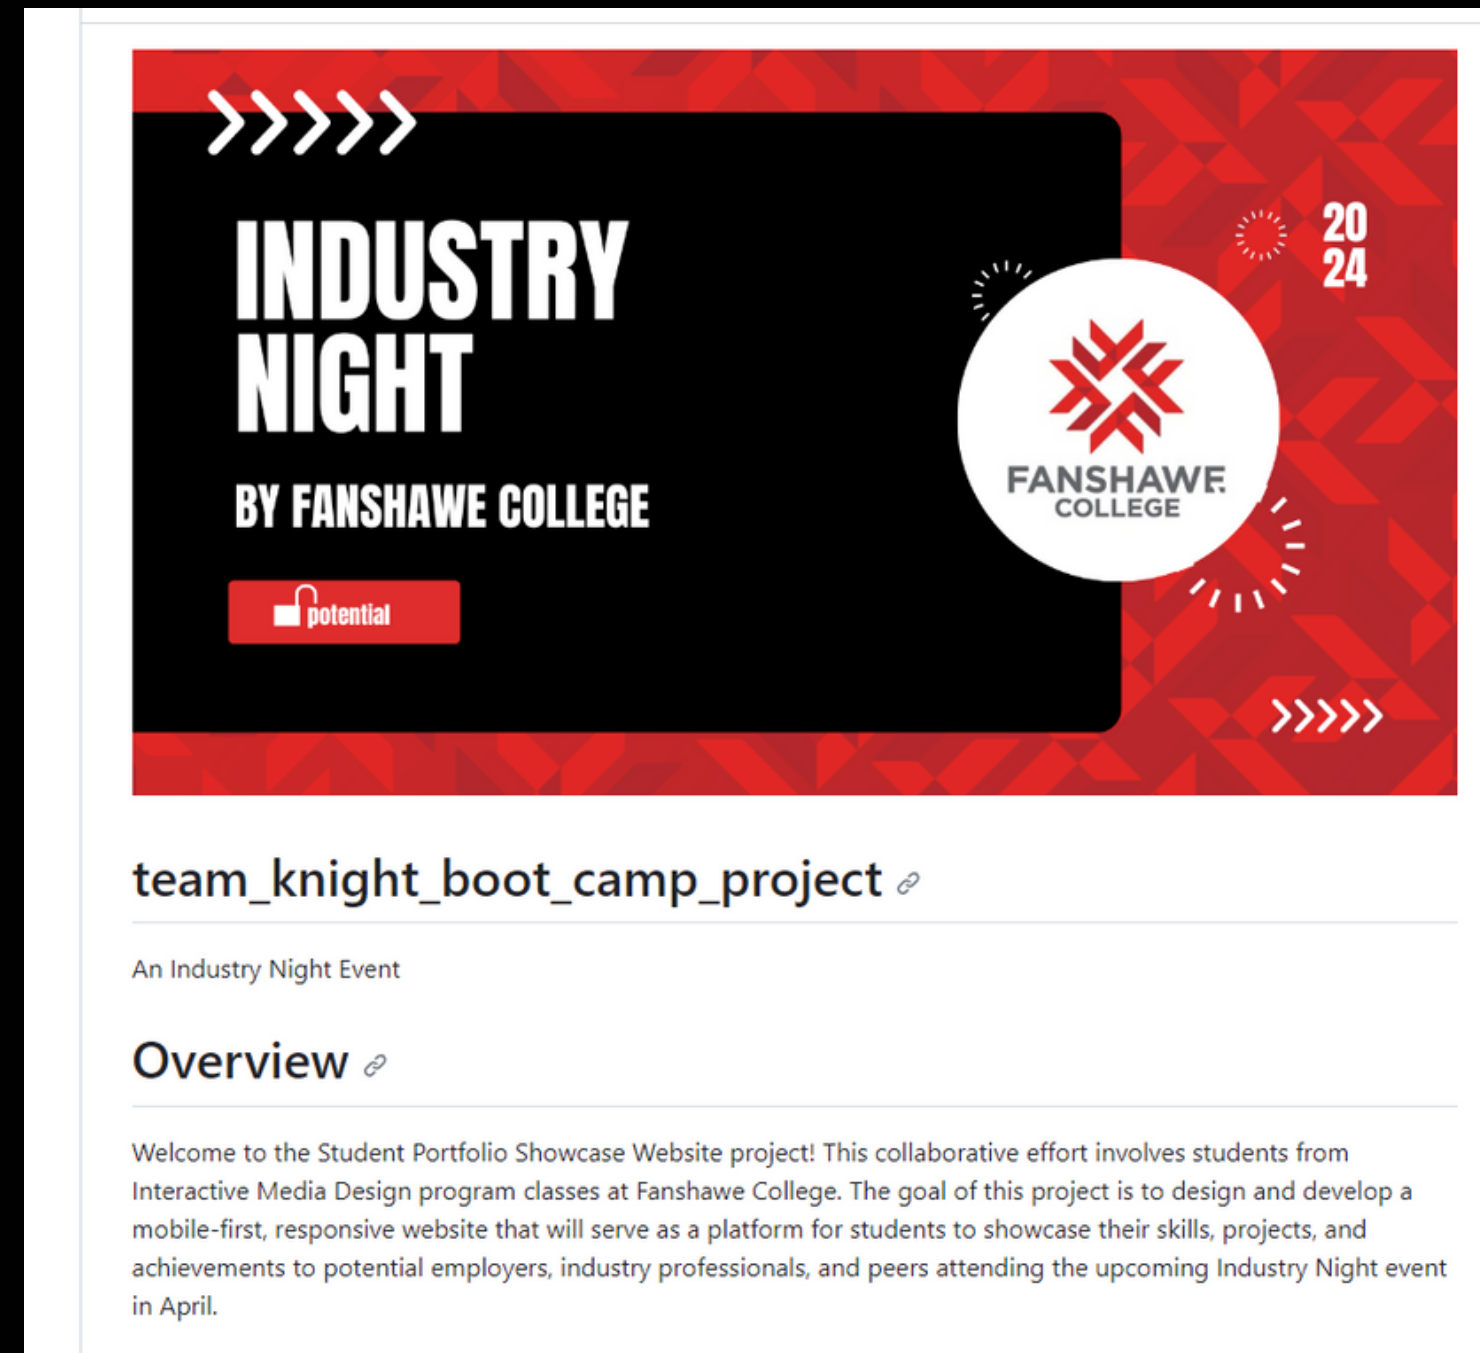 INDUSTRY
NIGHT
BY FANSHAWE COLLEGE
potential
20
24
FANSHAWE
COLLEGE
team_knight_boot_camp_project
An Industry Night Event
Overview
Welcome to the Student Portfolio Showcase Website project! This collaborative effort involves students from
Interactive Media Design program classes at Fanshawe College. The goal of this project is to design and develop a
mobile-first, responsive website that will serve as a platform for students to showcase their skills, projects, and
achievements to potential employers, industry professionals, and peers attending the upcoming Industry Night event
in April.